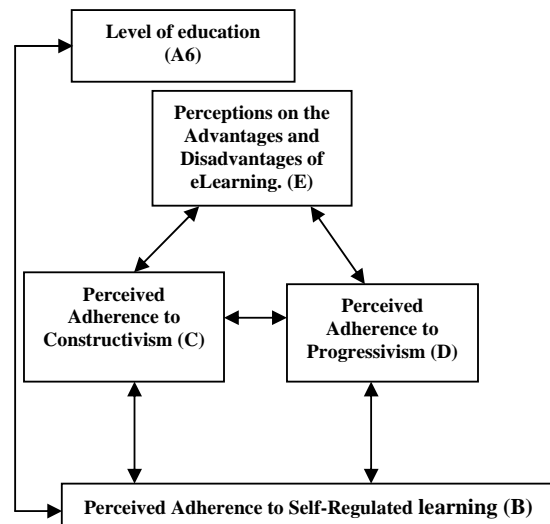 Level of education
(A6)
Perceptions on the
Advantages and
Disadvantages of
eLearning. (E)
Perceived
Adherence to
Constructivism (C)
Perceived
Adherence to
Progressivism (D)
Perceived Adherence to Self-Regulated learning (B)